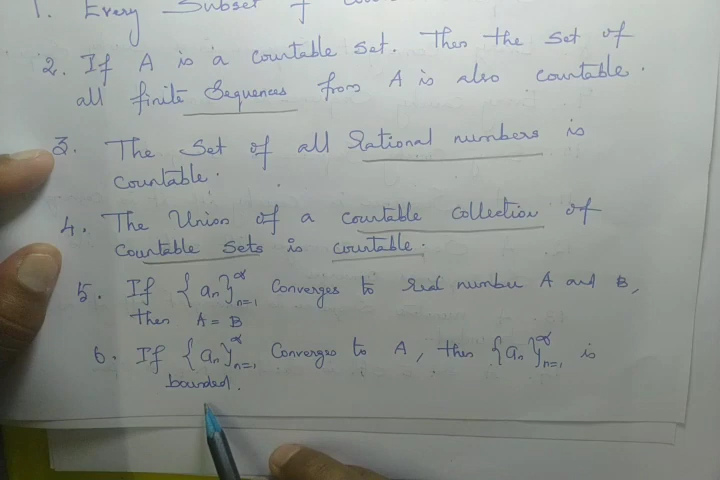 1. Every Subset of
2. If A is a Countable Set. Then the Set of
all finite Sequences from A is also countable.
3. The Set of all Rational numbers is
Countable.
4. The Union of a countable collection of
Countable Sets is countable.
5. If {aₙ}ₙ₌₁^∝ Converges to real number A and B,
then A = B
6. If {aₙ}ₙ₌₁^∝ Converges to A, then {aₙ}ₙ₌₁^∝ is
bounded.